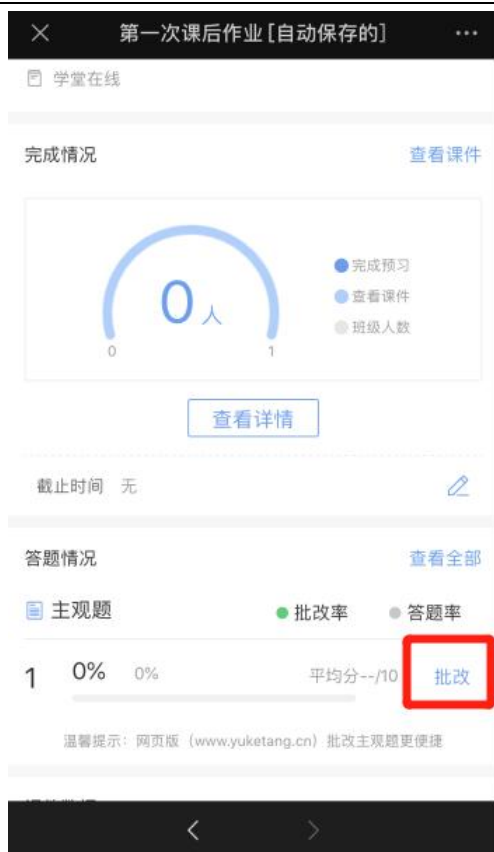 第一次课后作业[自动保存的]
学堂在线
完成情况 查看课件
完成预习
0人 查看课件
班级人数
0 1
查看详情
截止时间 无
答题情况 查看全部
主观题 批改率 答题率
1 0% 0% 平均分--/10 批改
温馨提示：网页版（www.yuketang.cn）批改主观题更便捷